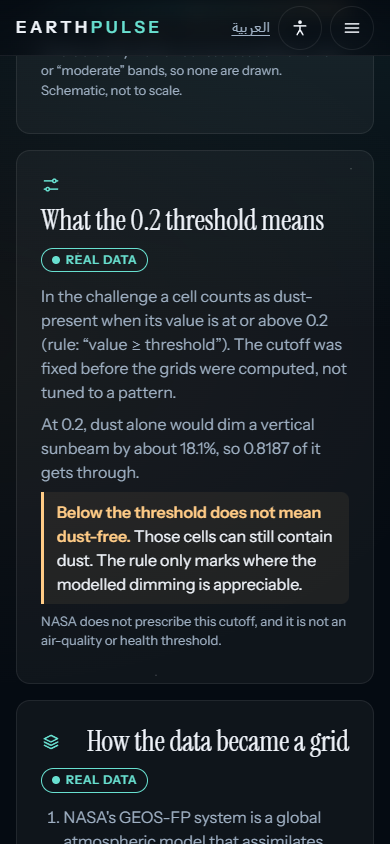 EARTHPULSE
العربية
or “moderate” bands, so none are drawn.
Schematic, not to scale.
What the 0.2 threshold means
REAL DATA
In the challenge a cell counts as dust-
present when its value is at or above 0.2
(rule: “value ≥ threshold”). The cutoff was
fixed before the grids were computed, not
tuned to a pattern.
At 0.2, dust alone would dim a vertical
sunbeam by about 18.1%, so 0.8187 of it
gets through.
Below the threshold does not mean
dust-free. Those cells can still contain
dust. The rule only marks where the
modelled dimming is appreciable.
NASA does not prescribe this cutoff, and it is not an
air-quality or health threshold.
How the data became a grid
REAL DATA
1. NASA’s GEOS-FP system is a global
atmospheric model that assimilates